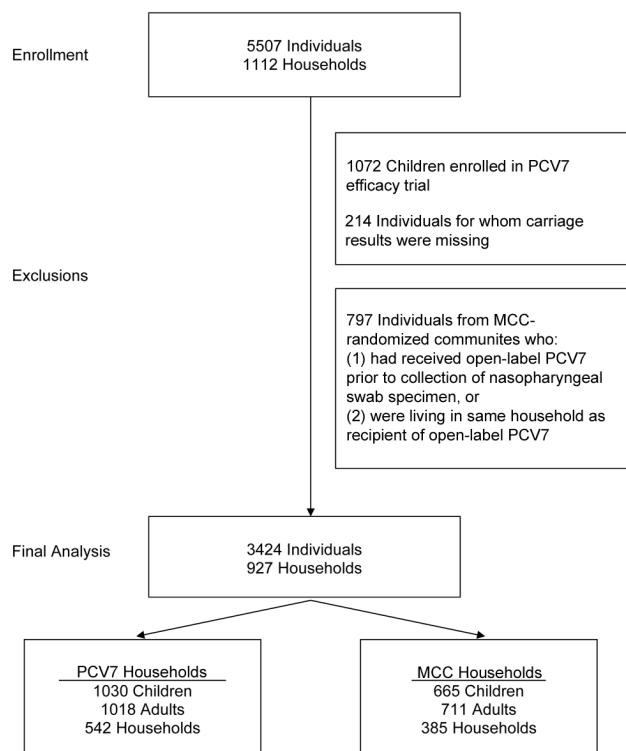 Enrollment
5507 Individuals
1112 Households
Exclusions
1072 Children enrolled in PCV7
efficacy trial
214 Individuals for whom carriage
results were missing
797 Individuals from MCC-
randomized communites who:
(1) had received open-label PCV7
prior to collection of nasopharyngeal
swab specimen, or
(2) were living in same household as
recipient of open-label PCV7
Final Analysis
3424 Individuals
927 Households
PCV7 Households
1030 Children
1018 Adults
542 Households
MCC Households
665 Children
711 Adults
385 Households